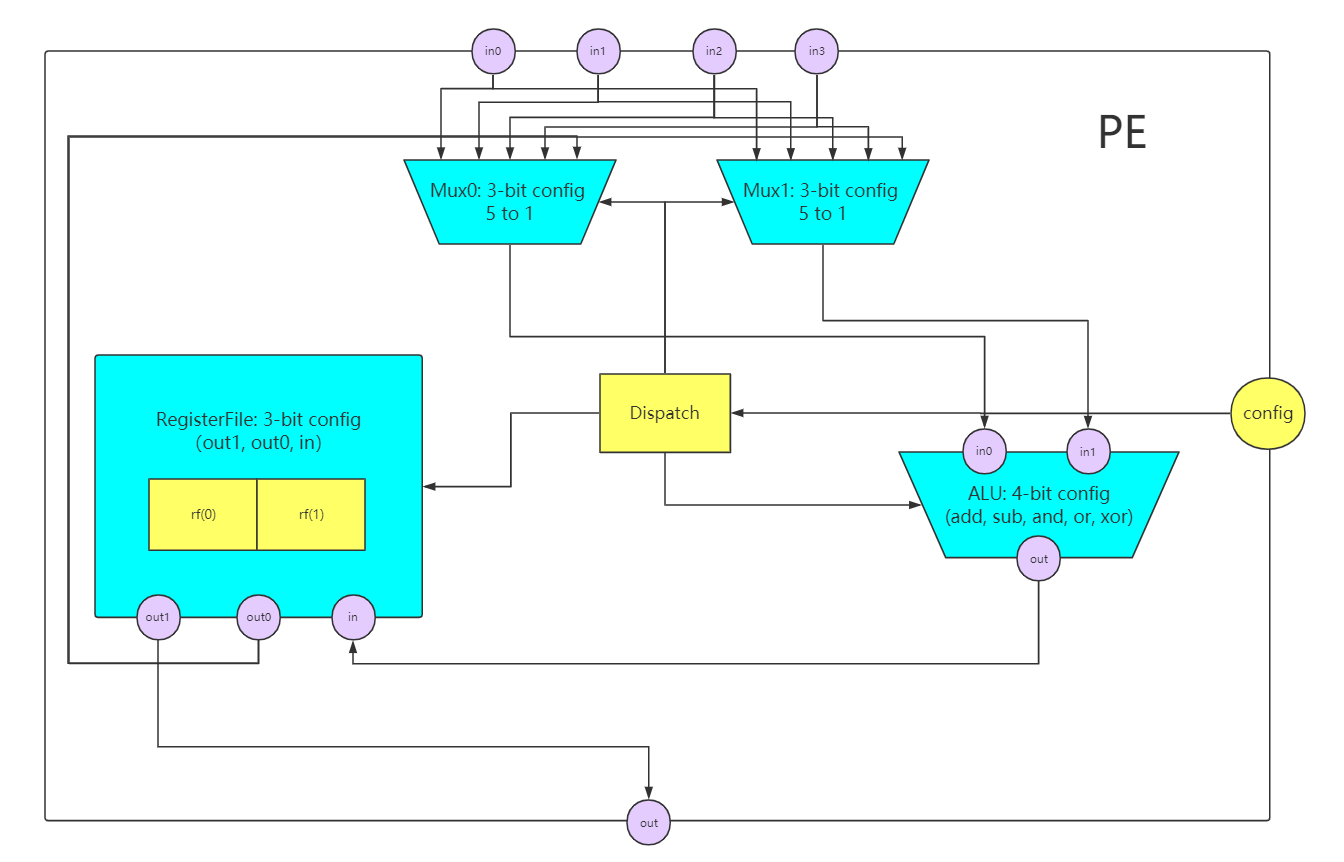 in0
in1
in2
in3
PE
Mux0: 3-bit config
5 to 1
Mux1: 3-bit config
5 to 1
RegisterFile: 3-bit config
(out1, out0, in)
rf(0)
rf(1)
Dispatch
config
in0
in1
ALU: 4-bit config
(add, sub, and, or, xor)
out
out1
out0
in
out